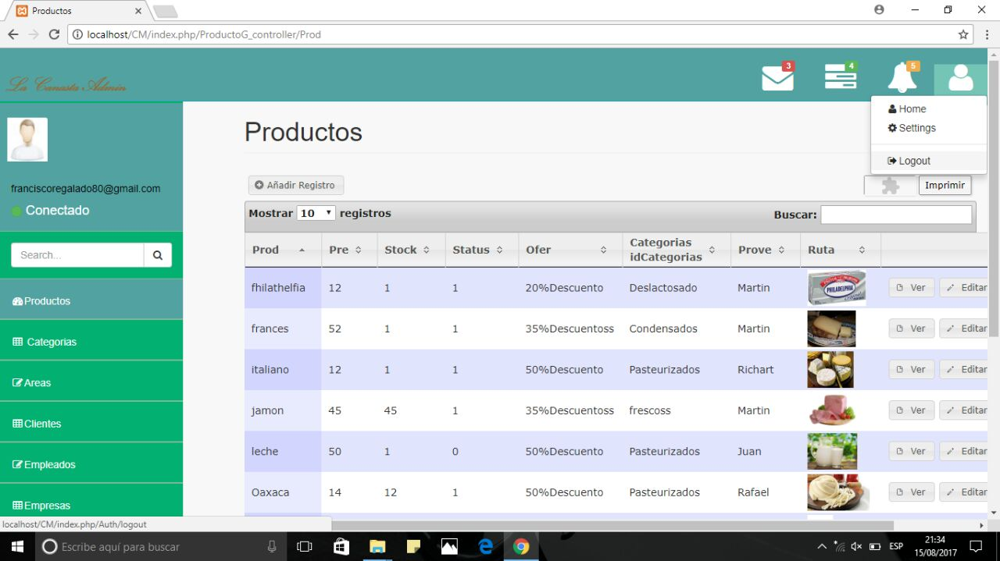 Productos
localhost/CM/index.php/ProductoG_controller/Prod
La Canasta Admin
3
4
5
Home
Settings
Logout
franciscoregalado80@gmail.com
Conectado
Search...
Productos
Categorias
Areas
Clientes
Empleados
Empresas
Productos
Añadir Registro
Imprimir
Mostrar 10 registros
Buscar:
Prod Pre Stock Status Ofer Categorias idCategorias Prove Ruta
fhilathelfia 12 1 1 20%Descuento Deslactosado Martin PHILADELPHIA Ver Editar
frances 52 1 1 35%Descuentoss Condensados Martin Ver Editar
italiano 12 1 1 50%Descuento Pasteurizados Richart Ver Editar
jamon 45 45 1 35%Descuentoss frescoss Martin Ver Editar
leche 50 1 0 50%Descuento Pasteurizados Juan Ver Editar
Oaxaca 14 12 1 50%Descuento Pasteurizados Rafael Ver Editar
localhost/CM/index.php/Auth/logout
Escribe aquí para buscar
ESP
21:34
15/08/2017